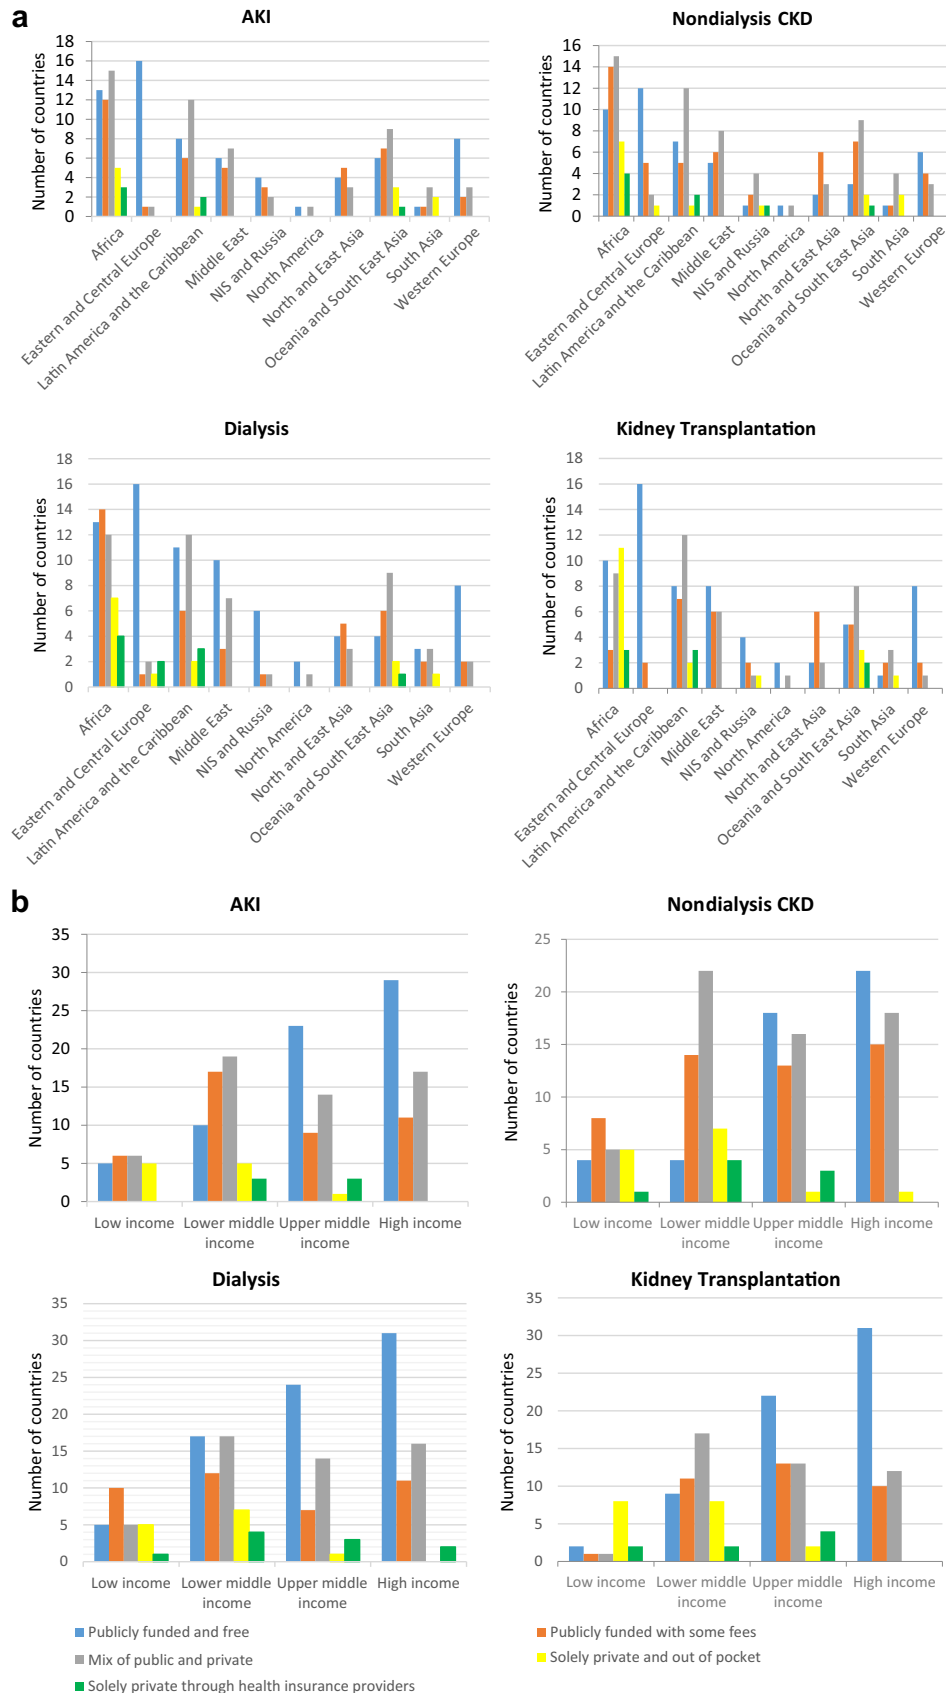 a
AKI
Number of countries
18
16
14
12
10
8
6
4
2
0
Africa
Eastern and Central Europe
Latin America and the Caribbean
Middle East
NIS and Russia
North America
North and East Asia
Oceania and South East Asia
South Asia
Western Europe
Nondialysis CKD
Number of countries
16
14
12
10
8
6
4
2
0
Africa
Eastern and Central Europe
Latin America and the Caribbean
Middle East
NIS and Russia
North America
North and East Asia
Oceania and South East Asia
South Asia
Western Europe
Dialysis
Number of countries
18
16
14
12
10
8
6
4
2
0
Africa
Eastern and Central Europe
Latin America and the Caribbean
Middle East
NIS and Russia
North America
North and East Asia
Oceania and South East Asia
South Asia
Western Europe
Kidney Transplantation
Number of countries
18
16
14
12
10
8
6
4
2
0
Africa
Eastern and Central Europe
Latin America and the Caribbean
Middle East
NIS and Russia
North America
North and East Asia
Oceania and South East Asia
South Asia
Western Europe
b
AKI
Number of countries
35
30
25
20
15
10
5
0
Low income
Lower middle
income
Upper middle
income
High income
Nondialysis CKD
Number of countries
25
20
15
10
5
0
Low income
Lower middle
income
Upper middle
income
High income
Dialysis
Number of countries
35
30
25
20
15
10
5
0
Low income
Lower middle
income
Upper middle
income
High income
Kidney Transplantation
Number of countries
35
30
25
20
15
10
5
0
Low income
Lower middle
income
Upper middle
income
High income
Publicly funded and free
Publicly funded with some fees
Mix of public and private
Solely private and out of pocket
Solely private through health insurance providers